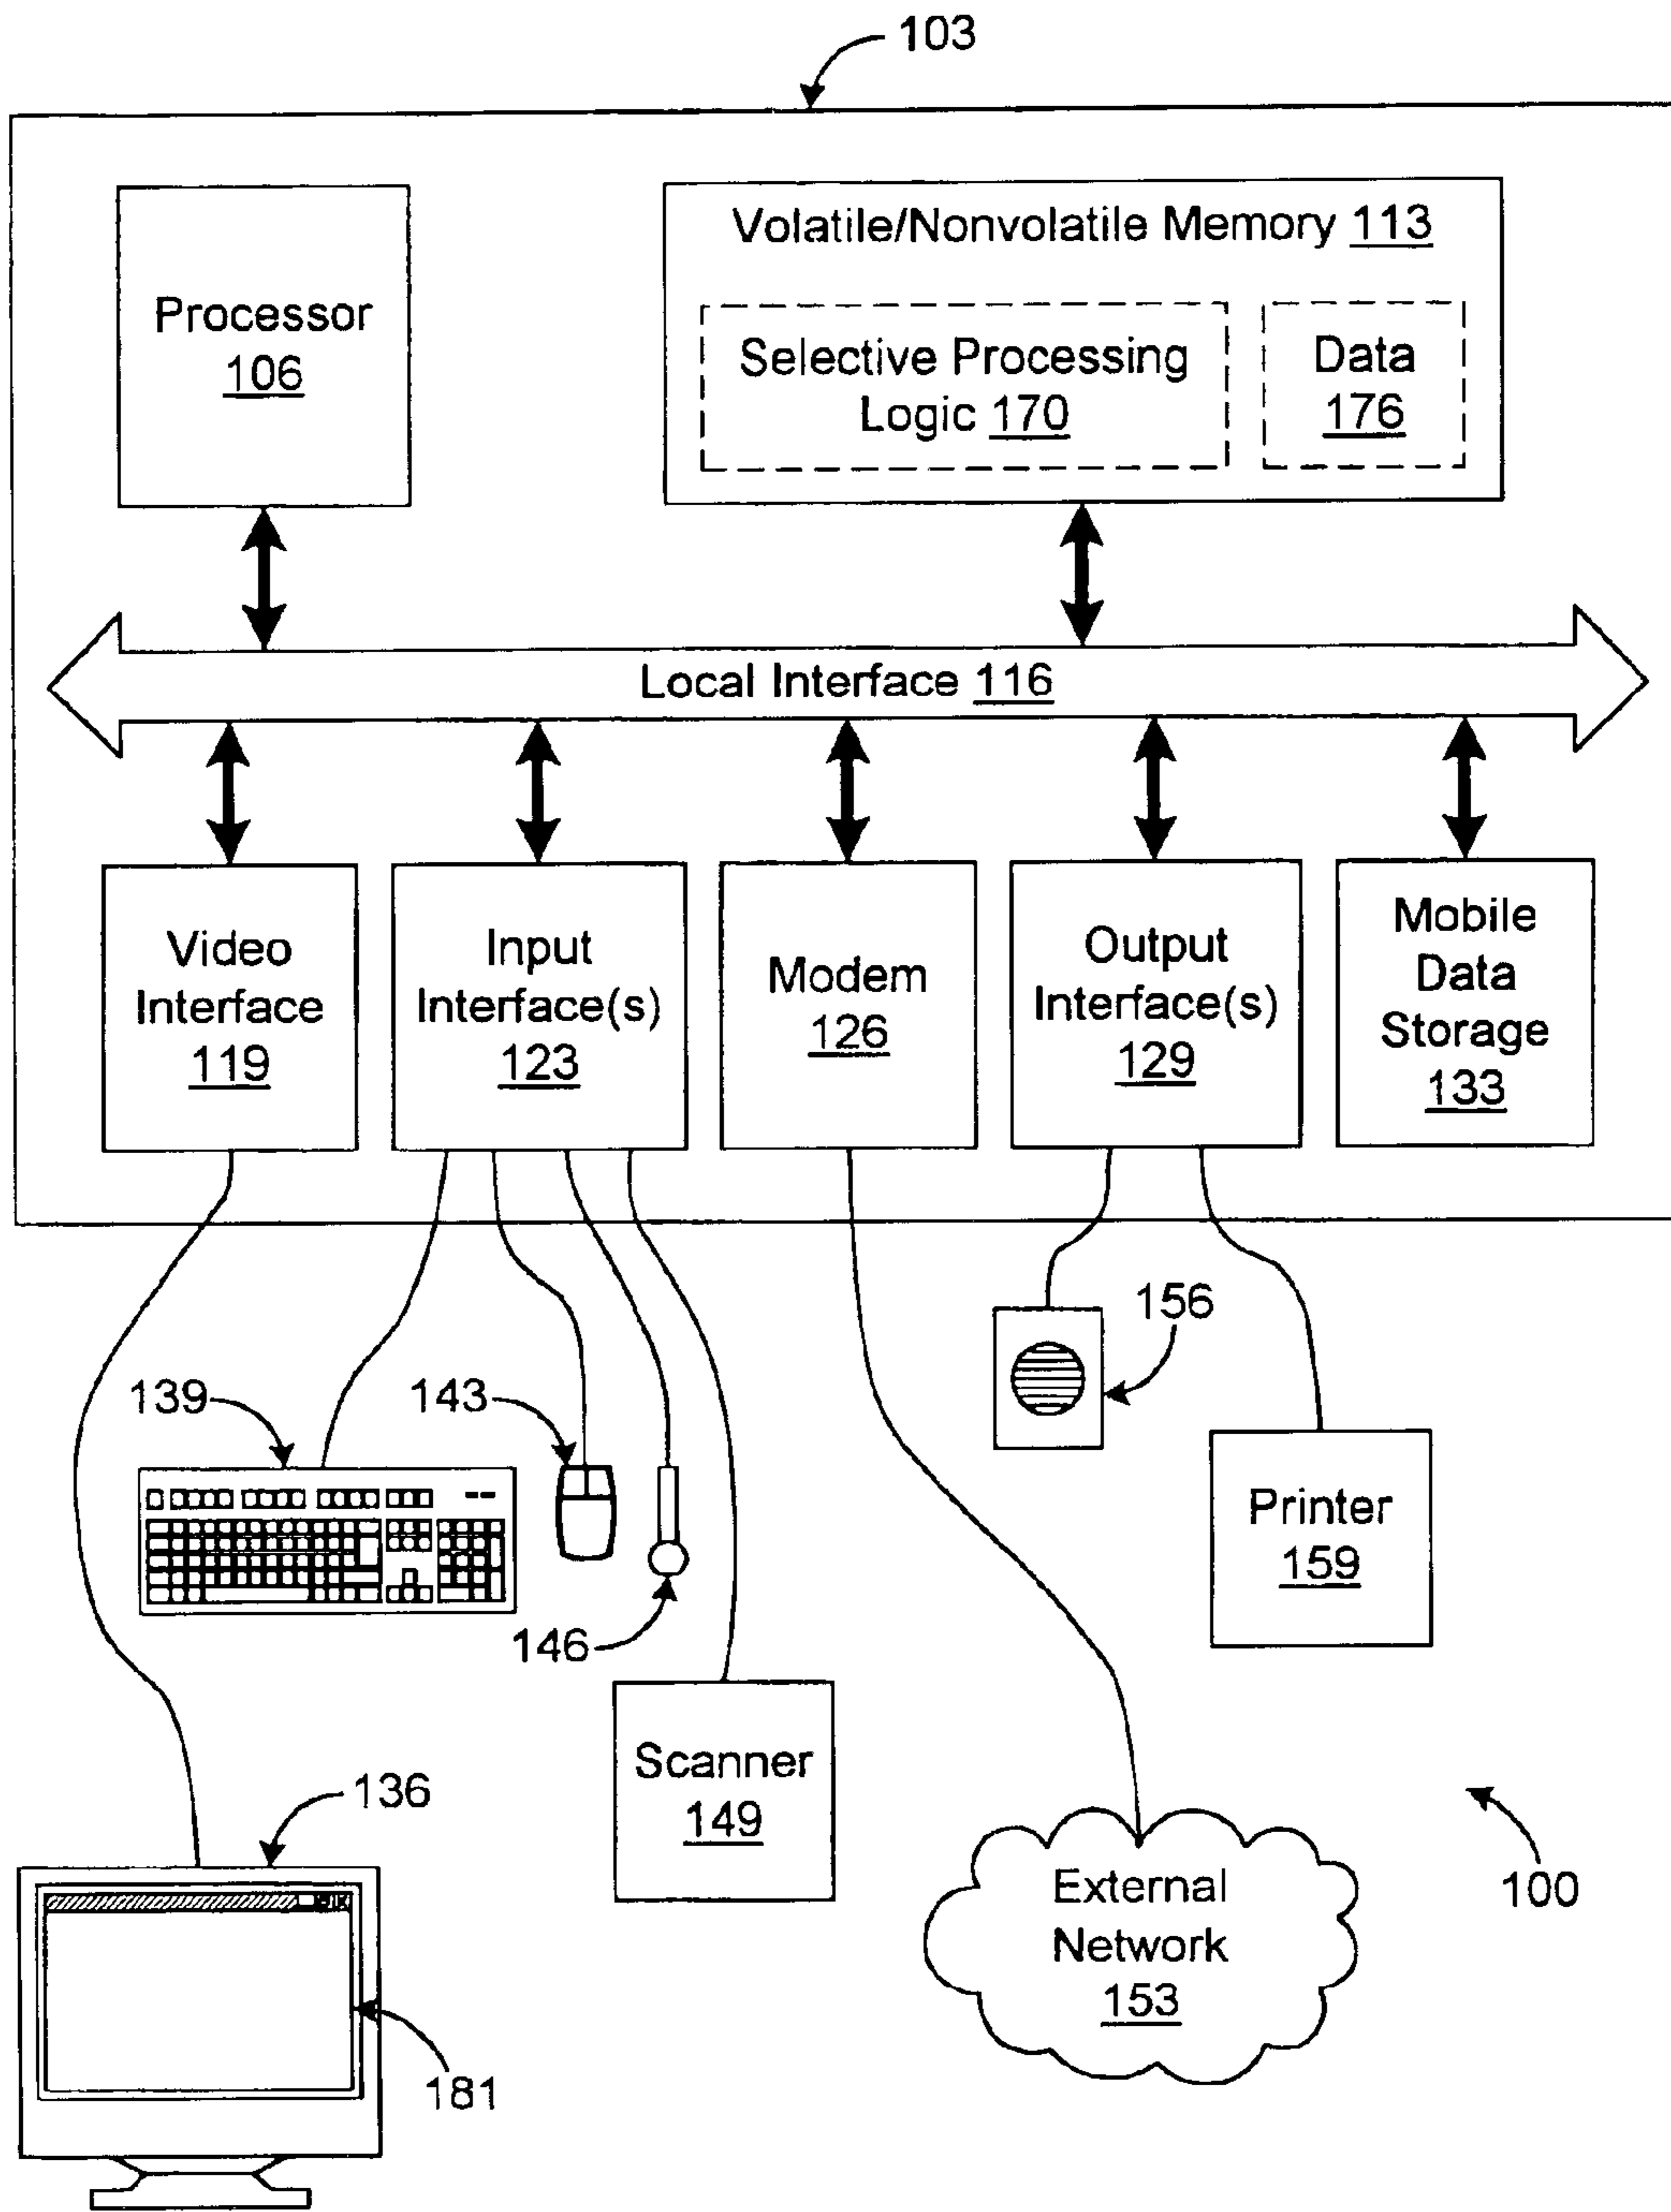 103
Processor
106
Volatile/Nonvolatile Memory 113
Selective Processing
Logic 170
Data
176
Local Interface 116
Video
Interface
119
Input
Interface(s)
123
Modem
126
Output
Interface(s)
129
Mobile
Data
Storage
133
156
139
143
Printer
159
146
Scanner
149
136
External
Network
153
100
181